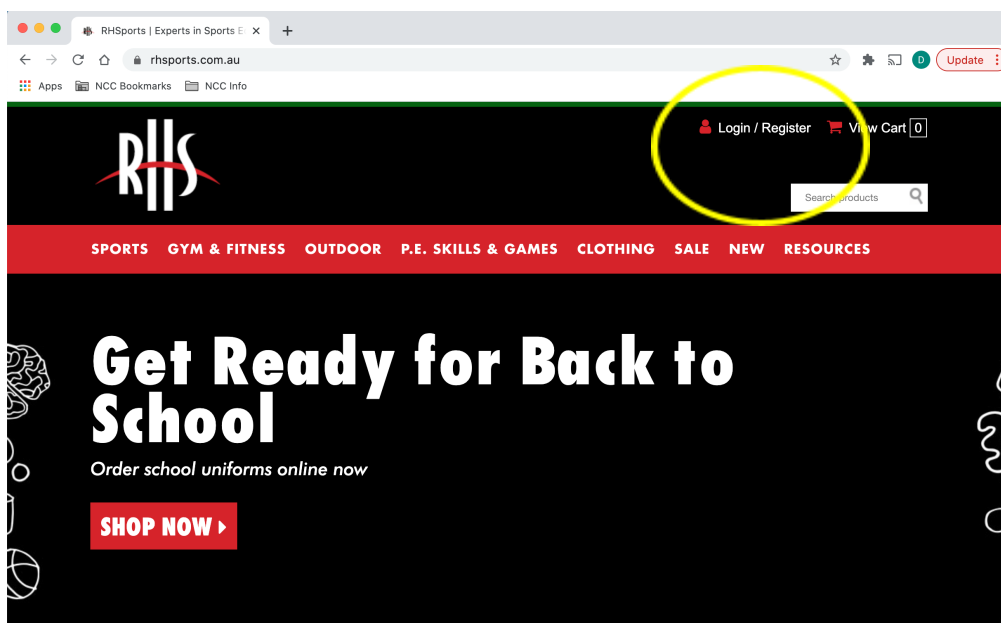 RHSports | Experts in Sports E
rhsports.com.au
D
Update
Apps NCC Bookmarks NCC Info
RHS
Login / Register View Cart 0
Search products
SPORTS GYM & FITNESS OUTDOOR P.E. SKILLS & GAMES CLOTHING SALE NEW RESOURCES
Get Ready for Back to
School
Order school uniforms online now
SHOP NOW